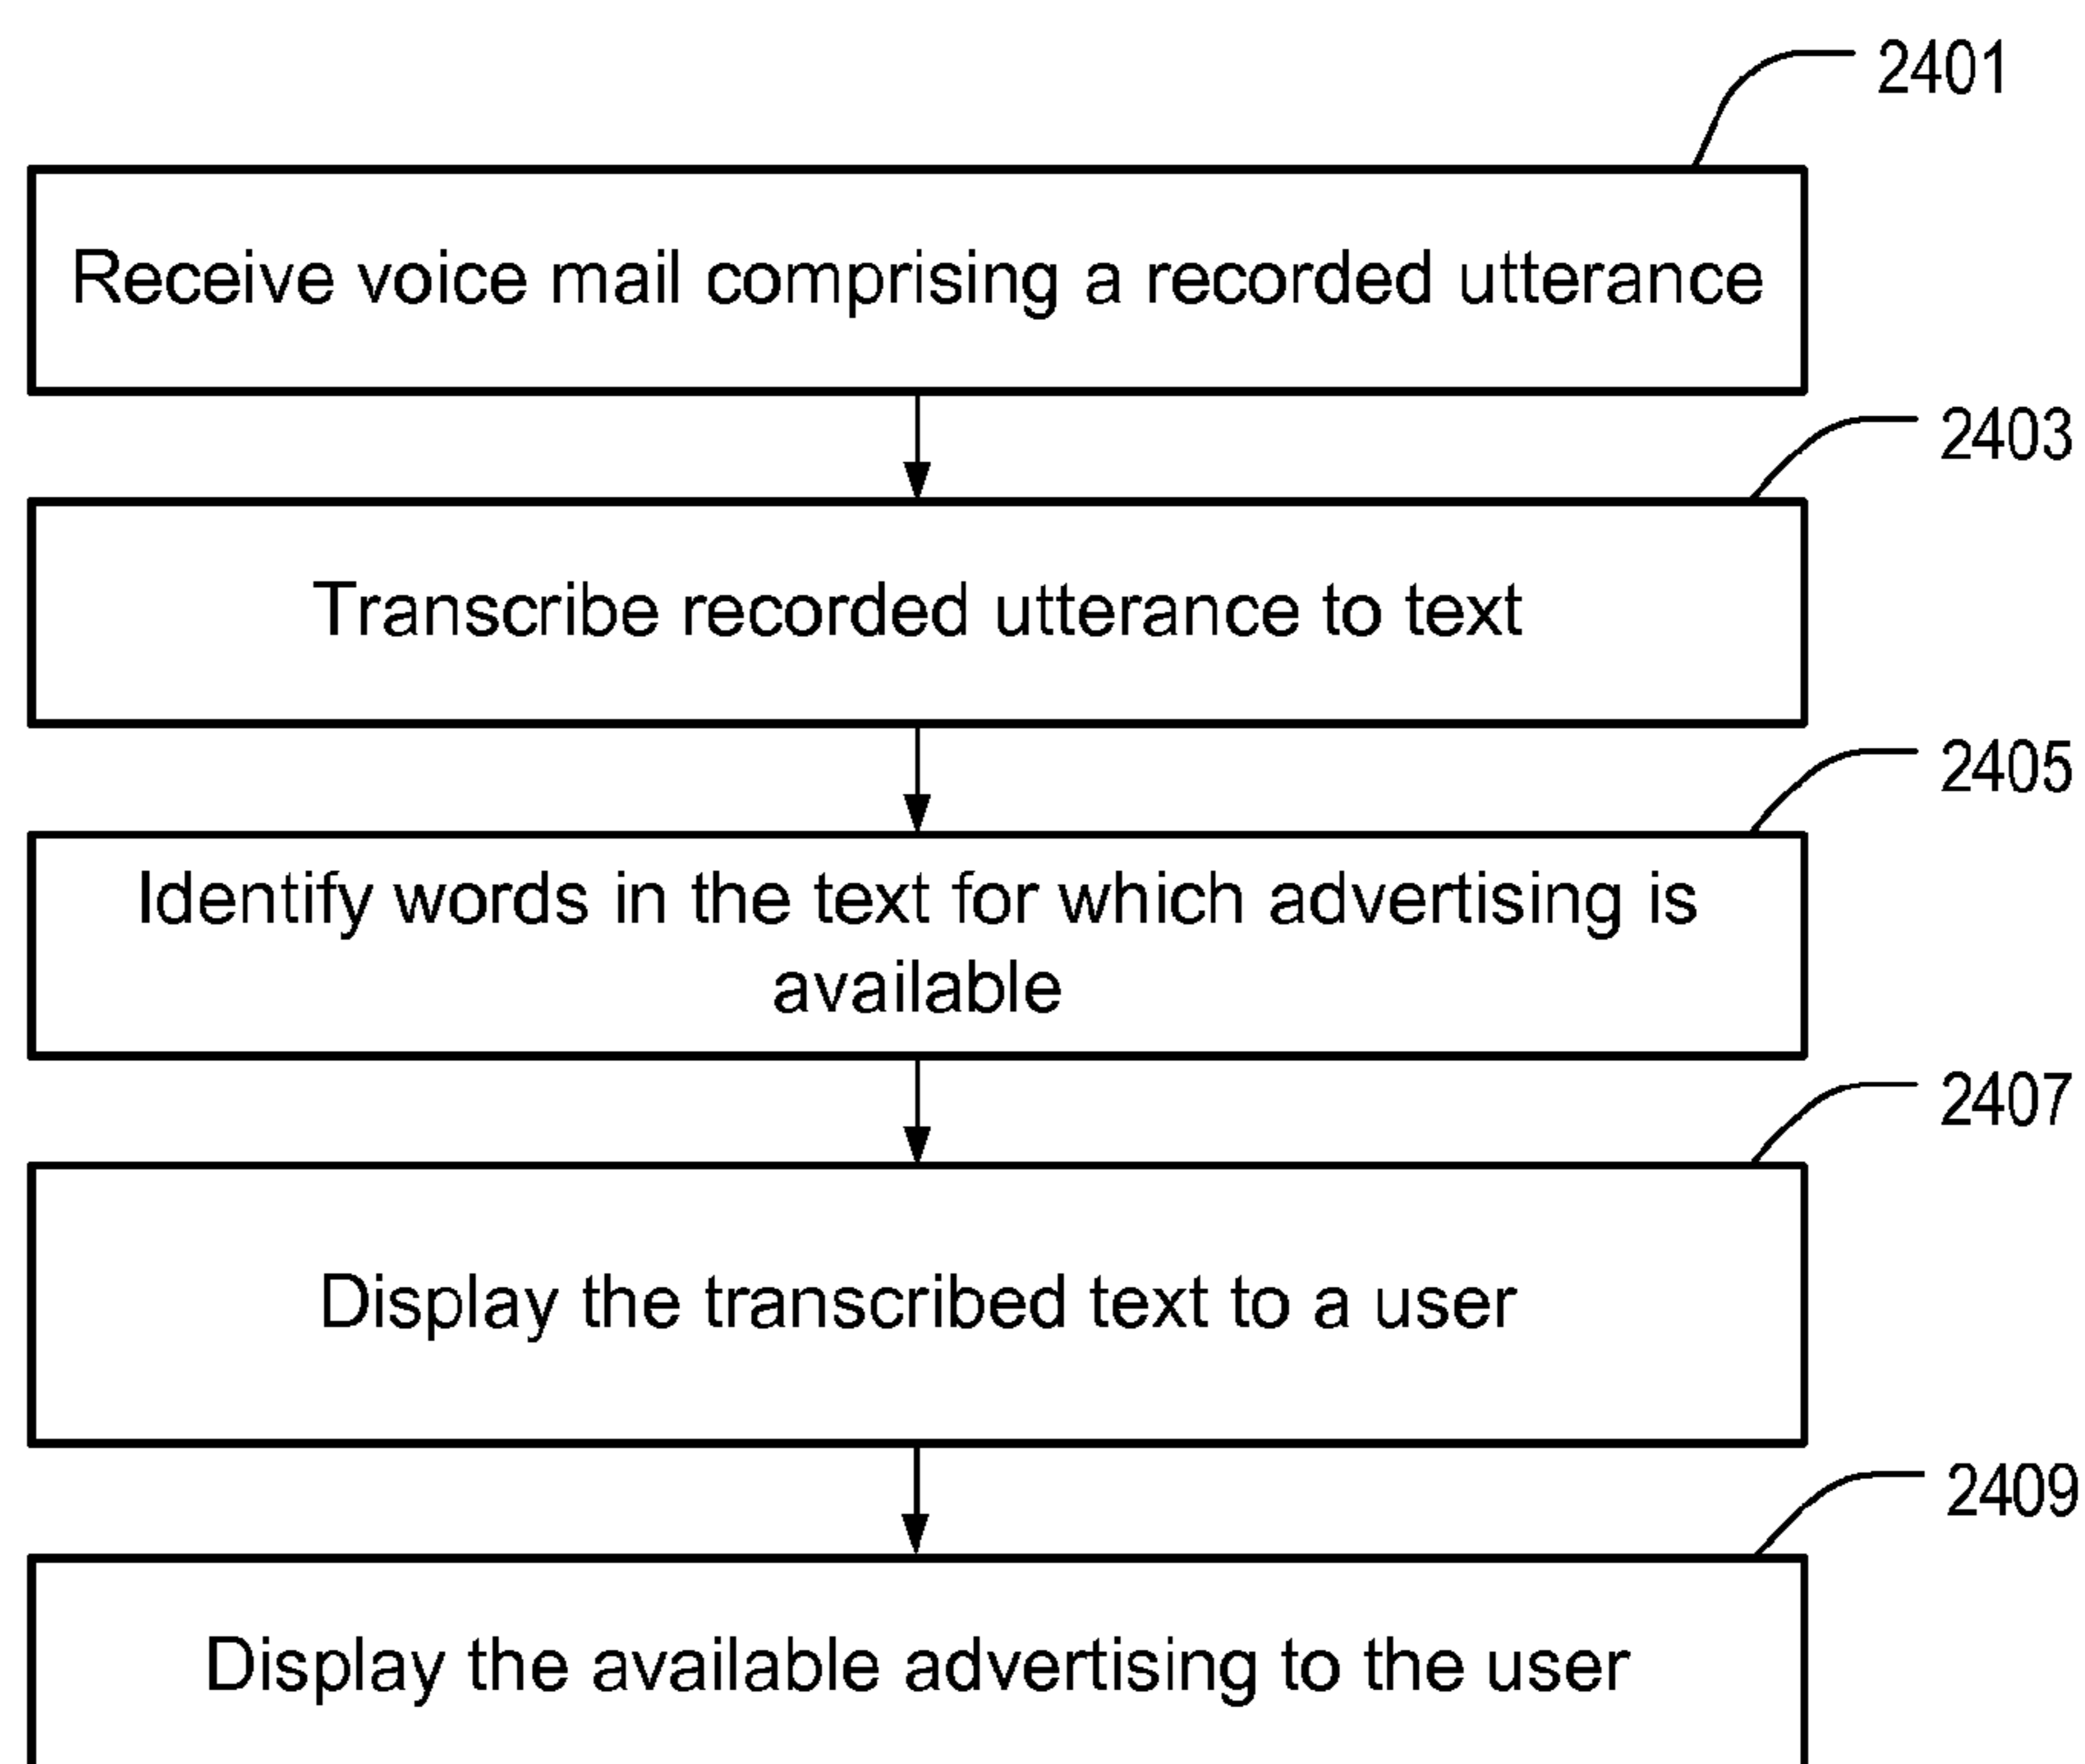 2401
Receive voice mail comprising a recorded utterance
2403
Transcribe recorded utterance to text
2405
Identify words in the text for which advertising is
available
2407
Display the transcribed text to a user
2409
Display the available advertising to the user